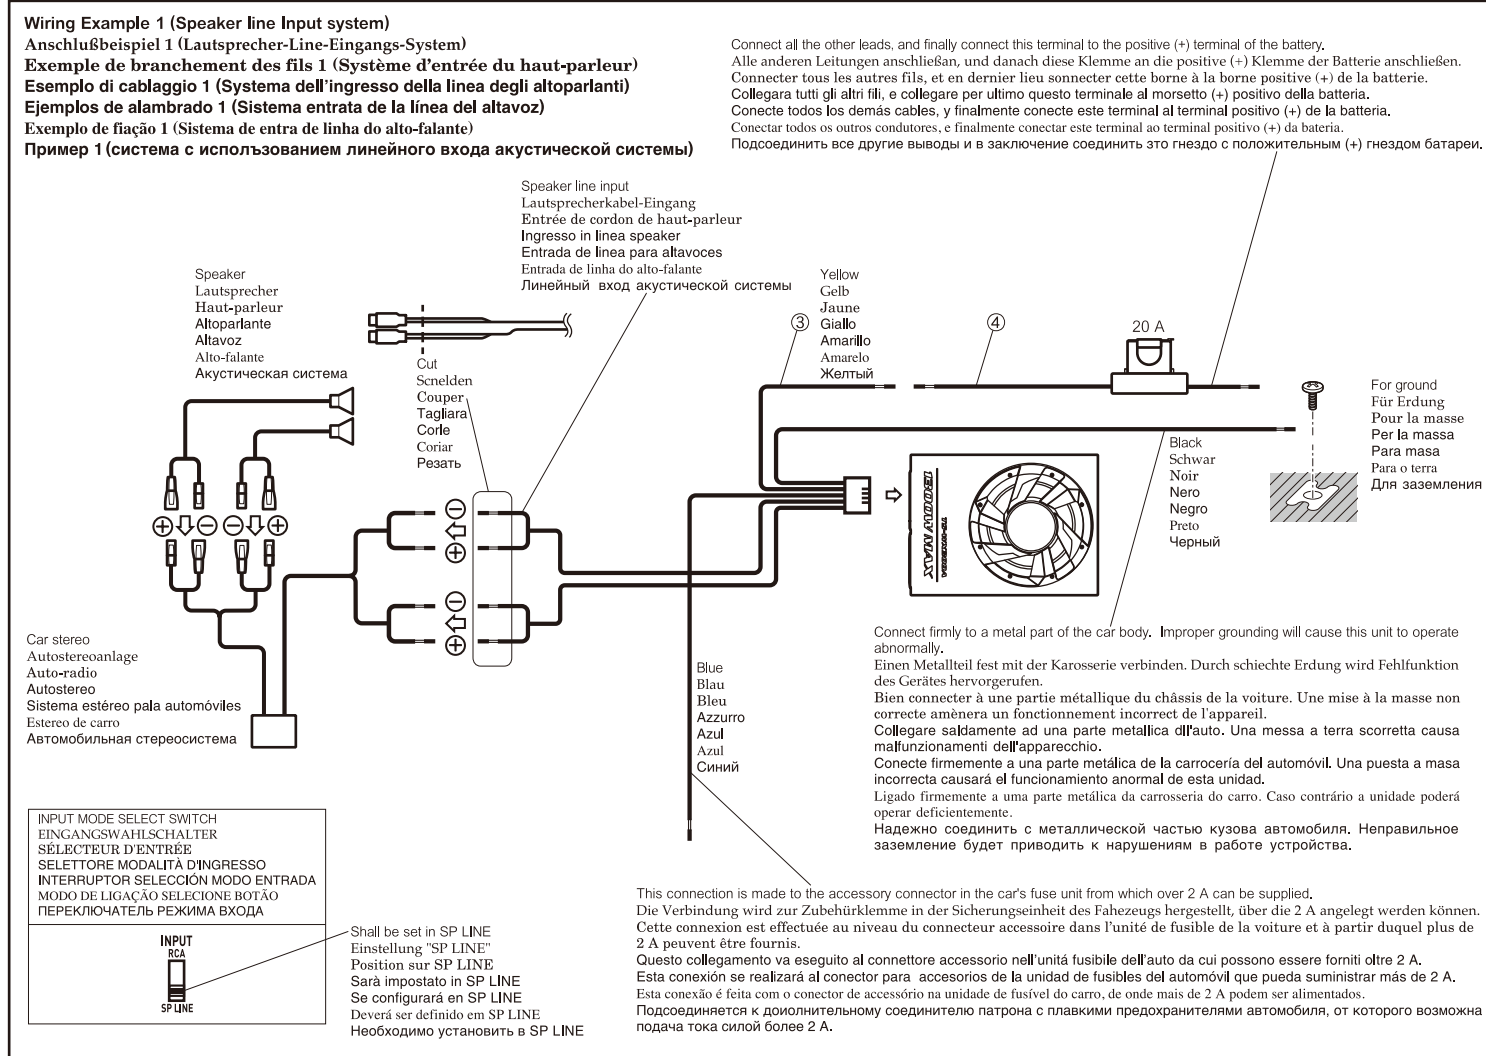 Wiring Example 1 (Speaker line Input system)
Anschlußbeispiel 1 (Lautsprecher-Line-Eingangs-System)
Exemple de branchement des fils 1 (Système d'entrée du haut-parleur)
Esempio di cablaggio 1 (Systema dell'ingresso della linea degli altoparlanti)
Ejemplos de alambrado 1 (Sistema entrata de la línea del altavoz)
Exemplo de fiação 1 (Sistema de entra de linha do alto-falante)
Пример 1 (система с исполъзованием линейного входа акустической системы)
Connect all the other leads, and finally connect this terminal to the positive (+) terminal of the battery.
Alle anderen Leitungen anschließan, und danach diese Klemme an die positive (+) Klemme der Batterie anschließen.
Connecter tous les autres fils, et en dernier lieu sonnecter cette borne à la borne positive (+) de la batterie.
Collegara tutti gli altri fili, e collegare per ultimo questo terminale al morsetto (+) positivo della batteria.
Conecte todos los demás cables, y finalmente conecte este terminal al terminal positivo (+) de la batteria.
Conectar todos os outros condutores, e finalmente conectar este terminal ao terminal positivo (+) da bateria.
Подсоединить все другие выводы и в заключение соединить зто гнездо с положительным (+) гнездом батареи.
Speaker line input
Lautsprecherkabel-Eingang
Entrée de cordon de haut-parleur
Ingresso in linea speaker
Entrada de linea para altavoces
Entrada de linha do alto-falante
Линейный вход акустической системы
Speaker
Lautsprecher
Haut-parleur
Altoparlante
Altavoz
Alto-falante
Акустическая система
Cut
Scnelden
Couper
Tagliara
Corle
Coriar
Резать
③
Yellow
Gelb
Jaune
Giallo
Amarillo
Amarelo
Желтый
④
20 A
For ground
Für Erdung
Pour la masse
Per la massa
Para masa
Para o terra
Для заземления
Black
Schwar
Noir
Nero
Negro
Preto
Черный
1300W MAX
⊕ ⊖ ⊖ ⊕
⊖
⊕
⊖
⊕
Car stereo
Autostereoanlage
Auto-radio
Autostereo
Sistema estéreo pala automóviles
Estereo de carro
Автомобильная стереосистема
Blue
Blau
Bleu
Azzurro
Azul
Azul
Синий
Connect firmly to a metal part of the car body. Improper grounding will cause this unit to operate
abnormally.
Einen Metallteil fest mit der Karosserie verbinden. Durch schiechte Erdung wird Fehlfunktion
des Gerätes hervorgerufen.
Bien connecter à une partie métallique du châssis de la voiture. Une mise à la masse non
correcte amènera un fonctionnement incorrect de l'appareil.
Collegare saldamente ad una parte metallica dll'auto. Una messa a terra scorretta causa
malfunzionamenti dell'apparecchio.
Conecte firmemente a una parte metálica de la carrocería del automóvil. Una puesta a masa
incorrecta causará el funcionamiento anormal de esta unidad.
Ligado firmemente a uma parte metálica da carrosseria do carro. Caso contrário a unidade poderá
operar deficientemente.
Надежно соединить с металлической частью кузова автомобиля. Неправильное
заземление будет приводить к нарушениям в работе устройства.
INPUT MODE SELECT SWITCH
EINGANGSWAHLSCHALTER
SÉLECTEUR D'ENTRÉE
SELETTORE MODALITÀ D'INGRESSO
INTERRUPTOR SELECCIÓN MODO ENTRADA
MODO DE LIGAÇÃO SELECIONE BOTÃO
ПЕРЕКЛЮЧАТЕЛЬ РЕЖИМА ВХОДА
INPUT
RCA
SP LINE
Shall be set in SP LINE
Einstellung "SP LINE"
Position sur SP LINE
Sarà impostato in SP LINE
Se configurará en SP LINE
Deverá ser definido em SP LINE
Необходимо установить в SP LINE
This connection is made to the accessory connector in the car's fuse unit from which over 2 A can be supplied.
Die Verbindung wird zur Zubehürklemme in der Sicherungseinheit des Fahezeugs hergestellt, über die 2 A angelegt werden können.
Cette connexion est effectuée au niveau du connecteur accessoire dans l'unité de fusible de la voiture et à partir duquel plus de
2 A peuvent être fournis.
Questo collegamento va eseguito al connettore accessorio nell'unitá fusibile dell'auto da cui possono essere forniti oltre 2 A.
Esta conexión se realizará al conector para accesorios de la unidad de fusibles del automóvil que pueda suministrar más de 2 A.
Esta conexão é feita com o conector de accessório na unidade de fusível do carro, de onde mais de 2 A podem ser alimentados.
Подсоединяется к доиолнительному соединителю патрона с плавкими предохранителями автомобиля, от которого возможна
подача тока силой более 2 А.